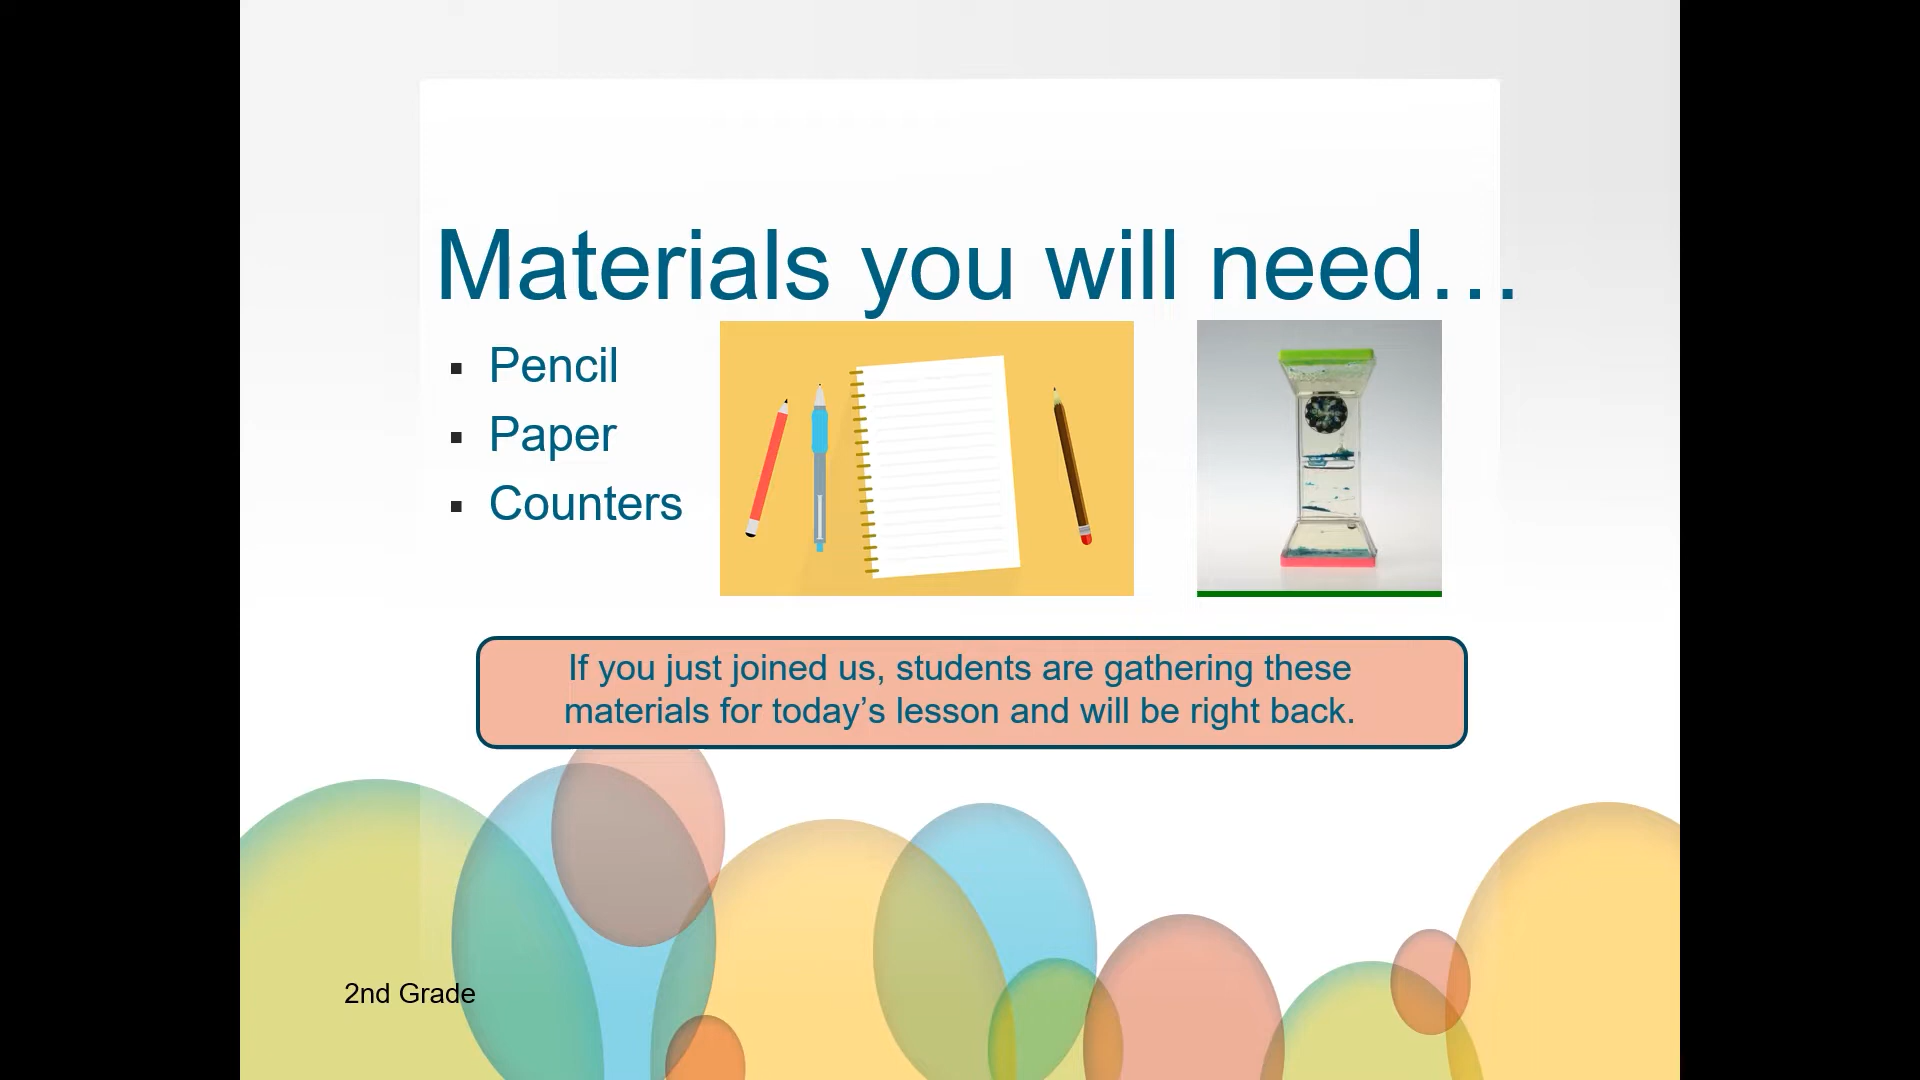 Materials you will need…
Pencil
Paper
Counters
If you just joined us, students are gathering these
materials for today’s lesson and will be right back.
2nd Grade